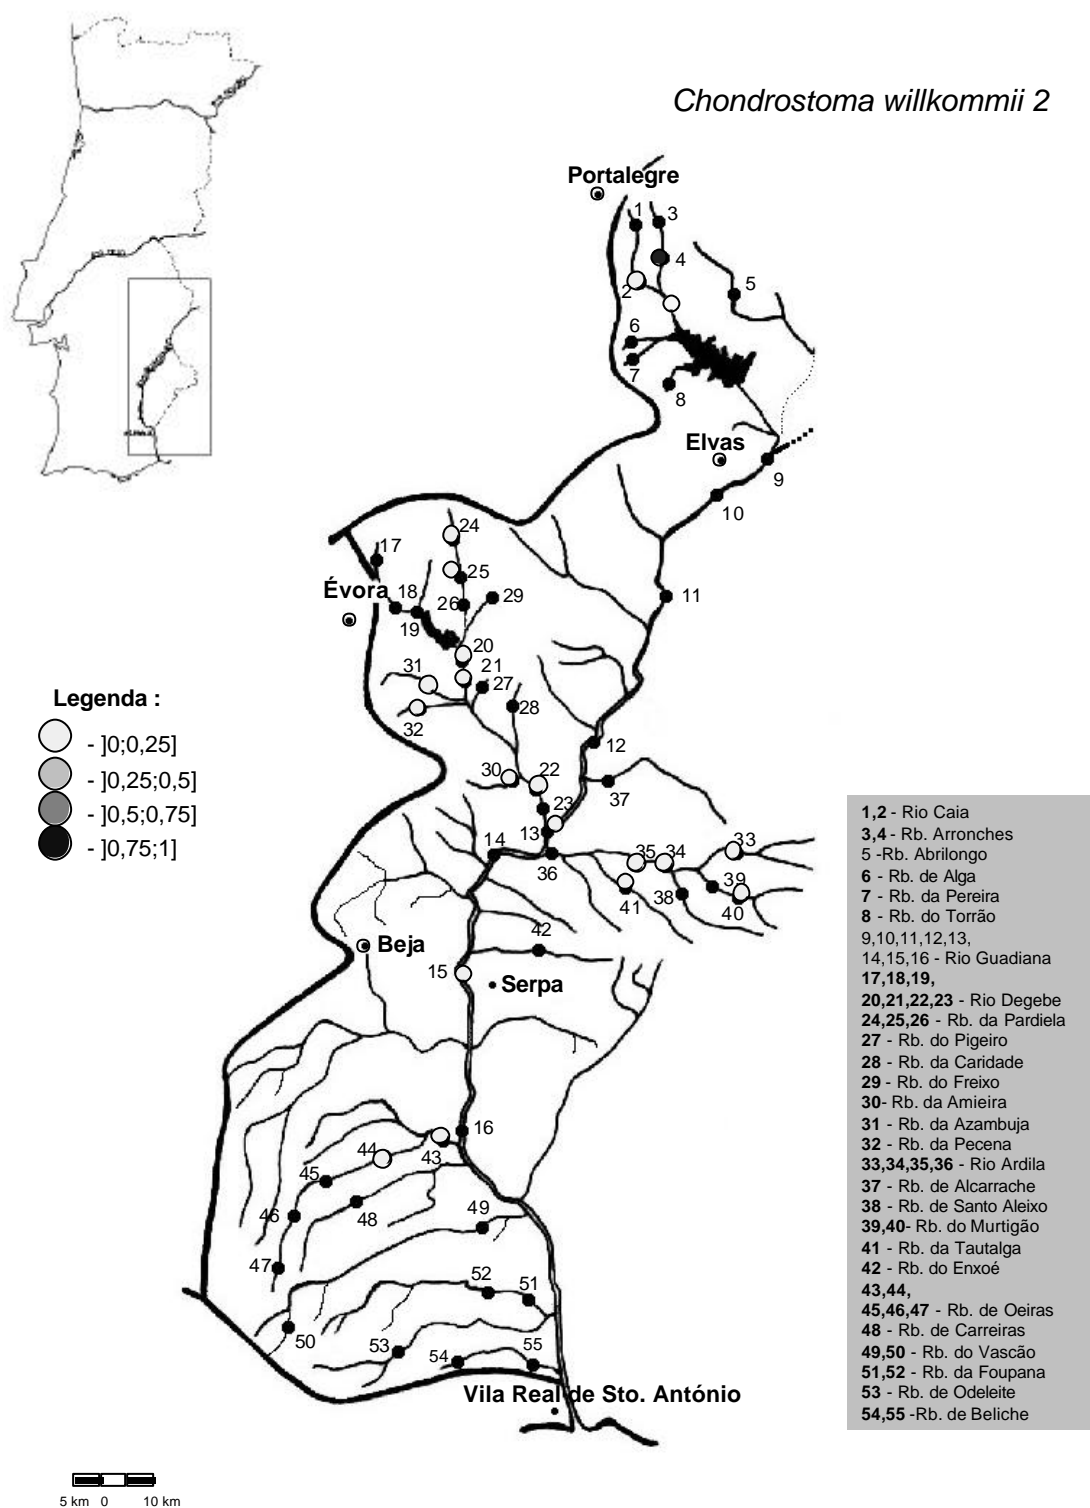 Chondrostoma willkommii 2
Portalegre
1
3
4
2
5
6
7
8
Elvas
9
10
24
17
25
Évora
18
26
29
11
19
20
31
21
27
28
32
12
30
22
37
23
13
14
36
35
34
33
39
38
40
41
42
Beja
15
Serpa
16
43
44
45
46
48
49
47
52
51
50
53
54
55
Vila Real de Sto. António
Legenda :
- ]0;0,25]
- ]0,25;0,5]
- ]0,5;0,75]
- ]0,75;1]
1,2 - Rio Caia
3,4 - Rb. Arronches
5 -Rb. Abrilongo
6 - Rb. de Alga
7 - Rb. da Pereira
8 - Rb. do Torrão
9,10,11,12,13,
14,15,16 - Rio Guadiana
17,18,19,
20,21,22,23 - Rio Degebe
24,25,26 - Rb. da Pardiela
27 - Rb. do Pigeiro
28 - Rb. da Caridade
29 - Rb. do Freixo
30- Rb. da Amieira
31 - Rb. da Azambuja
32 - Rb. da Pecena
33,34,35,36 - Rio Ardila
37 - Rb. de Alcarrache
38 - Rb. de Santo Aleixo
39,40- Rb. do Murtigão
41 - Rb. da Tautalga
42 - Rb. do Enxoé
43,44,
45,46,47 - Rb. de Oeiras
48 - Rb. de Carreiras
49,50 - Rb. do Vascão
51,52 - Rb. da Foupana
53 - Rb. de Odeleite
54,55 -Rb. de Beliche
5 km 0 10 km